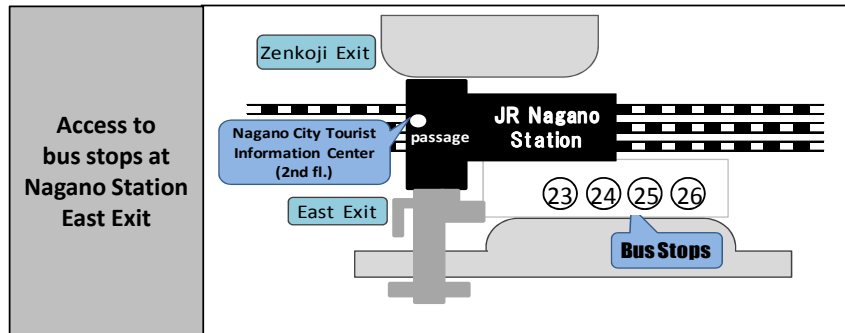 Access to
bus stops at
Nagano Station
East Exit
Zenkoji Exit
Nagano City Tourist
Information Center
(2nd fl.)
passage
JR Nagano
Station
East Exit
23 24 25 26
Bus Stops